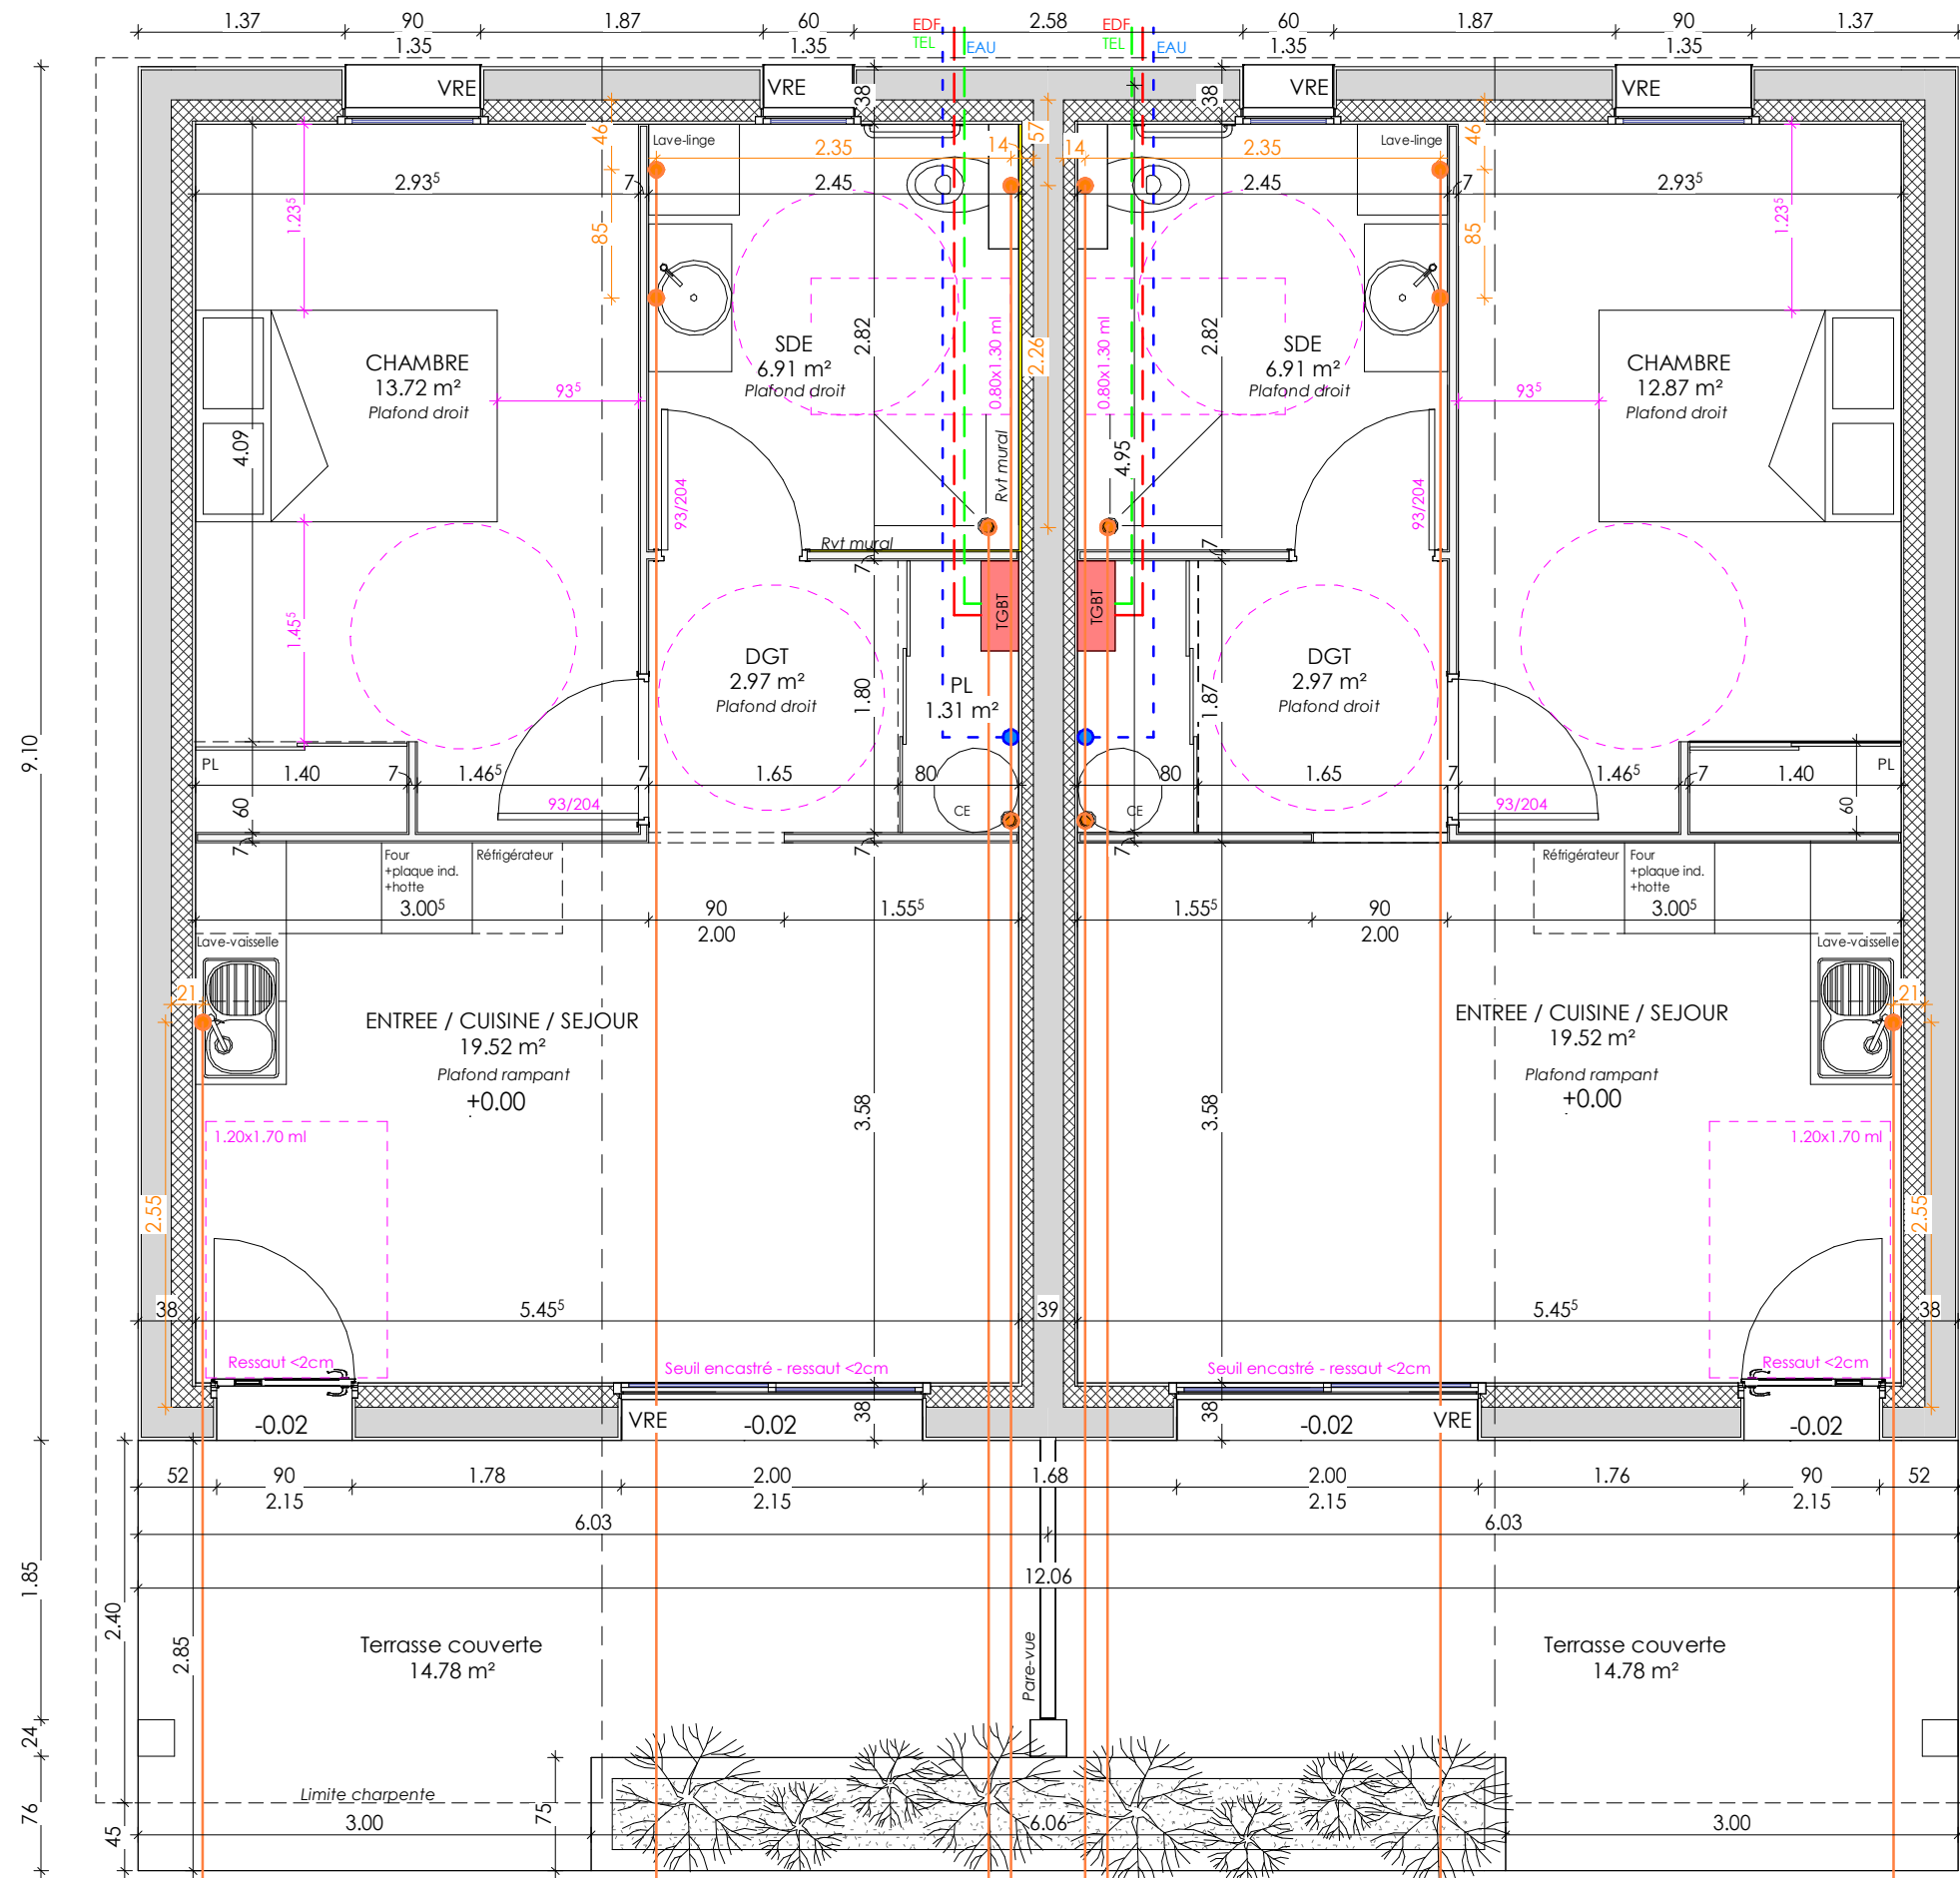 1.37 90 1.87 60 EDF 2.58 EDF 60 1.87 90 1.37
1.35 1.35 TEL EAU TEL EAU 1.35 1.35
VRE VRE VRE VRE
38 38
46 57 46
Lave-linge 2.35 14 14 2.35 Lave-linge
2.93⁵ 7 2.45 2.45 7 2.93⁵
1.23⁵ 85 85 1.23⁵
CHAMBRE
13.72 m²
Plafond droit
SDE
6.91 m²
Plafond droit
SDE
6.91 m²
Plafond droit
CHAMBRE
12.87 m²
Plafond droit
2.82 0.80x1.30 ml 2.26 0.80x1.30 ml 2.82
93⁵ 93⁵
4.09 Rvt mural 4.95
93/204 93/204
Rvt mural
7 7
1.45⁵ TGBT TGBT
DGT
2.97 m²
Plafond droit
PL
1.31 m²
DGT
2.97 m²
Plafond droit
1.80 1.87
9.10
PL 1.40 7 1.46⁵ 7 1.65 80 80 1.65 7 1.46⁵ 7 1.40 PL
60 93/204 CE CE 93/204 60
7 7 7
Four
+plaque ind.
+hotte
Réfrigérateur
Réfrigérateur
Four
+plaque ind.
+hotte
3.00⁵ 90 1.55⁵ 1.55⁵ 90 3.00⁵
2.00 2.00
Lave-vaisselle Lave-vaisselle
21 21
ENTREE / CUISINE / SEJOUR
19.52 m²
Plafond rampant
+0.00
ENTREE / CUISINE / SEJOUR
19.52 m²
Plafond rampant
+0.00
3.58 3.58
1.20x1.70 ml 1.20x1.70 ml
2.55 2.55
38 5.45⁵ 39 5.45⁵ 38
Ressaut <2cm Seuil encastré - ressaut <2cm Seuil encastré - ressaut <2cm Ressaut <2cm
-0.02 VRE -0.02 38 38 -0.02 VRE -0.02
52 90 1.78 2.00 1.68 2.00 1.76 90 52
2.15 2.15 2.15 2.15
6.03 6.03
12.06
1.85 2.40 2.85
Terrasse couverte
14.78 m²
Pare-vue
Terrasse couverte
14.78 m²
24
Limite charpente
76 45 3.00 75 6.06 3.00